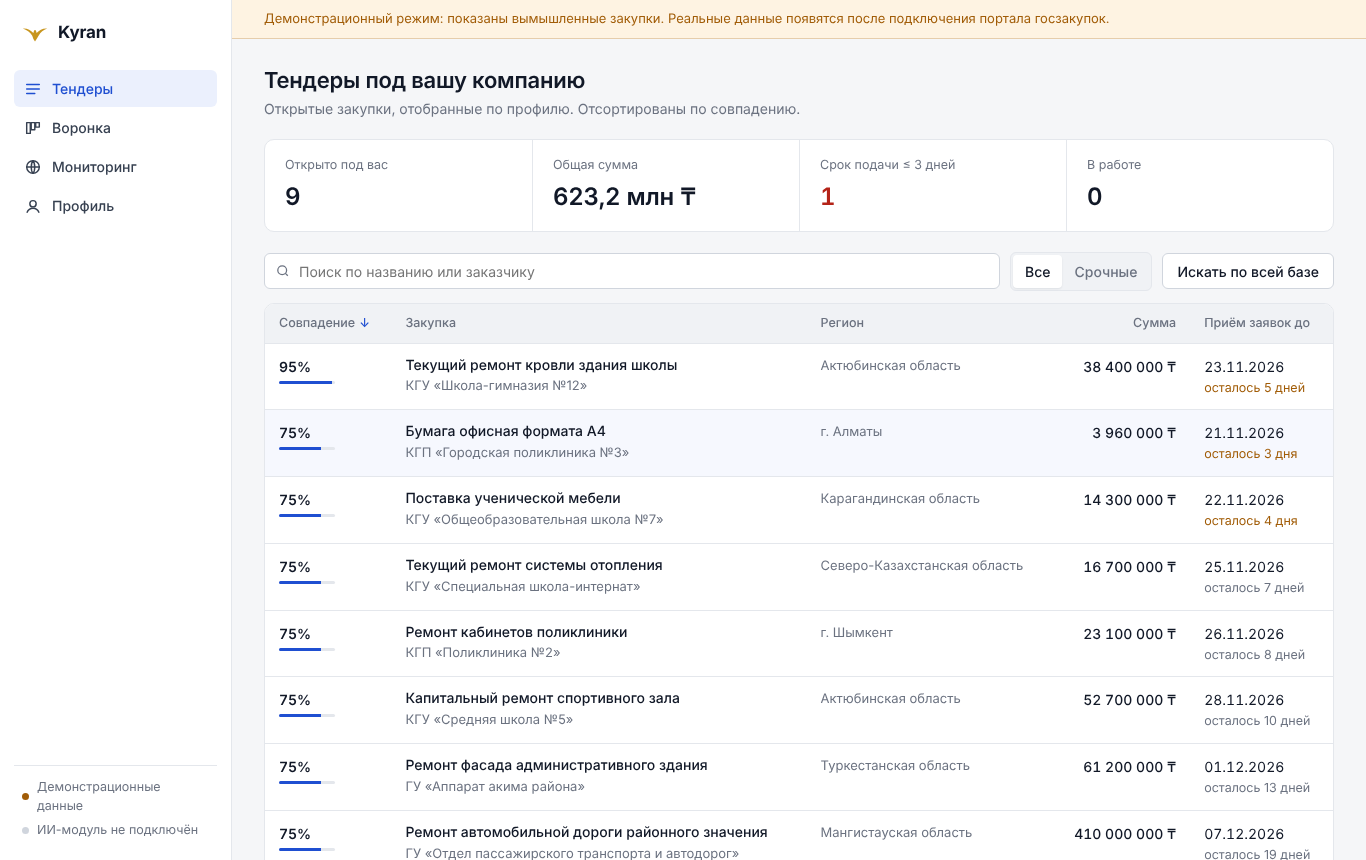 Kyran
Демонстрационный режим: показаны вымышленные закупки. Реальные данные появятся после подключения портала госзакупок.
Тендеры
Воронка
Мониторинг
Профиль
Демонстрационные
данные
ИИ-модуль не подключён
Тендеры под вашу компанию
Открытые закупки, отобранные по профилю. Отсортированы по совпадению.
Открыто под вас
9
Общая сумма
623,2 млн ₸
Срок подачи ≤ 3 дней
1
В работе
0
Поиск по названию или заказчику
Все Срочные Искать по всей базе
Совпадение ↓ Закупка Регион Сумма Приём заявок до
95% Текущий ремонт кровли здания школы Актюбинская область 38 400 000 ₸ 23.11.2026
КГУ «Школа-гимназия №12» осталось 5 дней
75% Бумага офисная формата А4 г. Алматы 3 960 000 ₸ 21.11.2026
КГП «Городская поликлиника №3» осталось 3 дня
75% Поставка ученической мебели Карагандинская область 14 300 000 ₸ 22.11.2026
КГУ «Общеобразовательная школа №7» осталось 4 дня
75% Текущий ремонт системы отопления Северо-Казахстанская область 16 700 000 ₸ 25.11.2026
КГУ «Специальная школа-интернат» осталось 7 дней
75% Ремонт кабинетов поликлиники г. Шымкент 23 100 000 ₸ 26.11.2026
КГП «Поликлиника №2» осталось 8 дней
75% Капитальный ремонт спортивного зала Актюбинская область 52 700 000 ₸ 28.11.2026
КГУ «Средняя школа №5» осталось 10 дней
75% Ремонт фасада административного здания Туркестанская область 61 200 000 ₸ 01.12.2026
ГУ «Аппарат акима района» осталось 13 дней
75% Ремонт автомобильной дороги районного значения Мангистауская область 410 000 000 ₸ 07.12.2026
ГУ «Отдел пассажирского транспорта и автодорог» осталось 19 дней